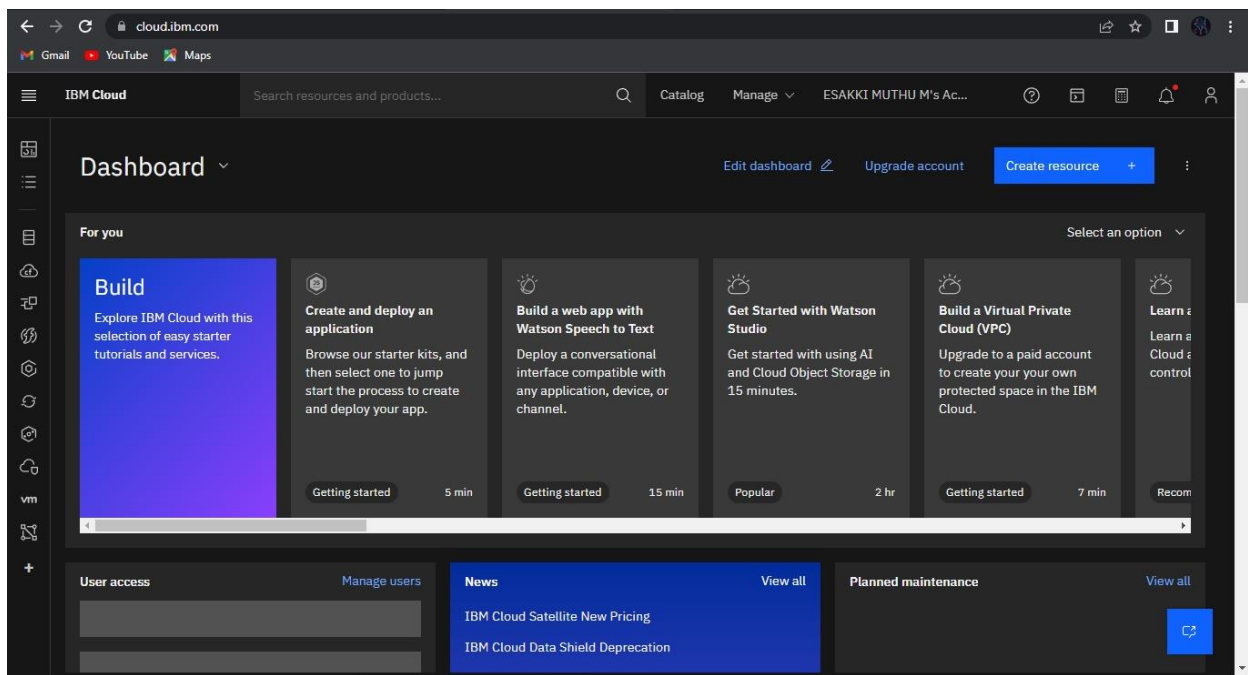 cloud.ibm.com
Gmail YouTube Maps
IBM Cloud Search resources and products... Catalog Manage ESAKKI MUTHU M's Ac...
Dashboard Edit dashboard Upgrade account Create resource +
For you Select an option
Build
Explore IBM Cloud with this
selection of easy starter
tutorials and services.
Create and deploy an
application
Browse our starter kits, and
then select one to jump
start the process to create
and deploy your app.
Getting started 5 min
Build a web app with
Watson Speech to Text
Deploy a conversational
interface compatible with
any application, device, or
channel.
Getting started 15 min
Get Started with Watson
Studio
Get started with using AI
and Cloud Object Storage in
15 minutes.
Popular 2 hr
Build a Virtual Private
Cloud (VPC)
Upgrade to a paid account
to create your your own
protected space in the IBM
Cloud.
Getting started 7 min
Learn a
Learn a
Cloud a
control
Recom
vm
User access Manage users
News View all
IBM Cloud Satellite New Pricing
IBM Cloud Data Shield Deprecation
Planned maintenance View all